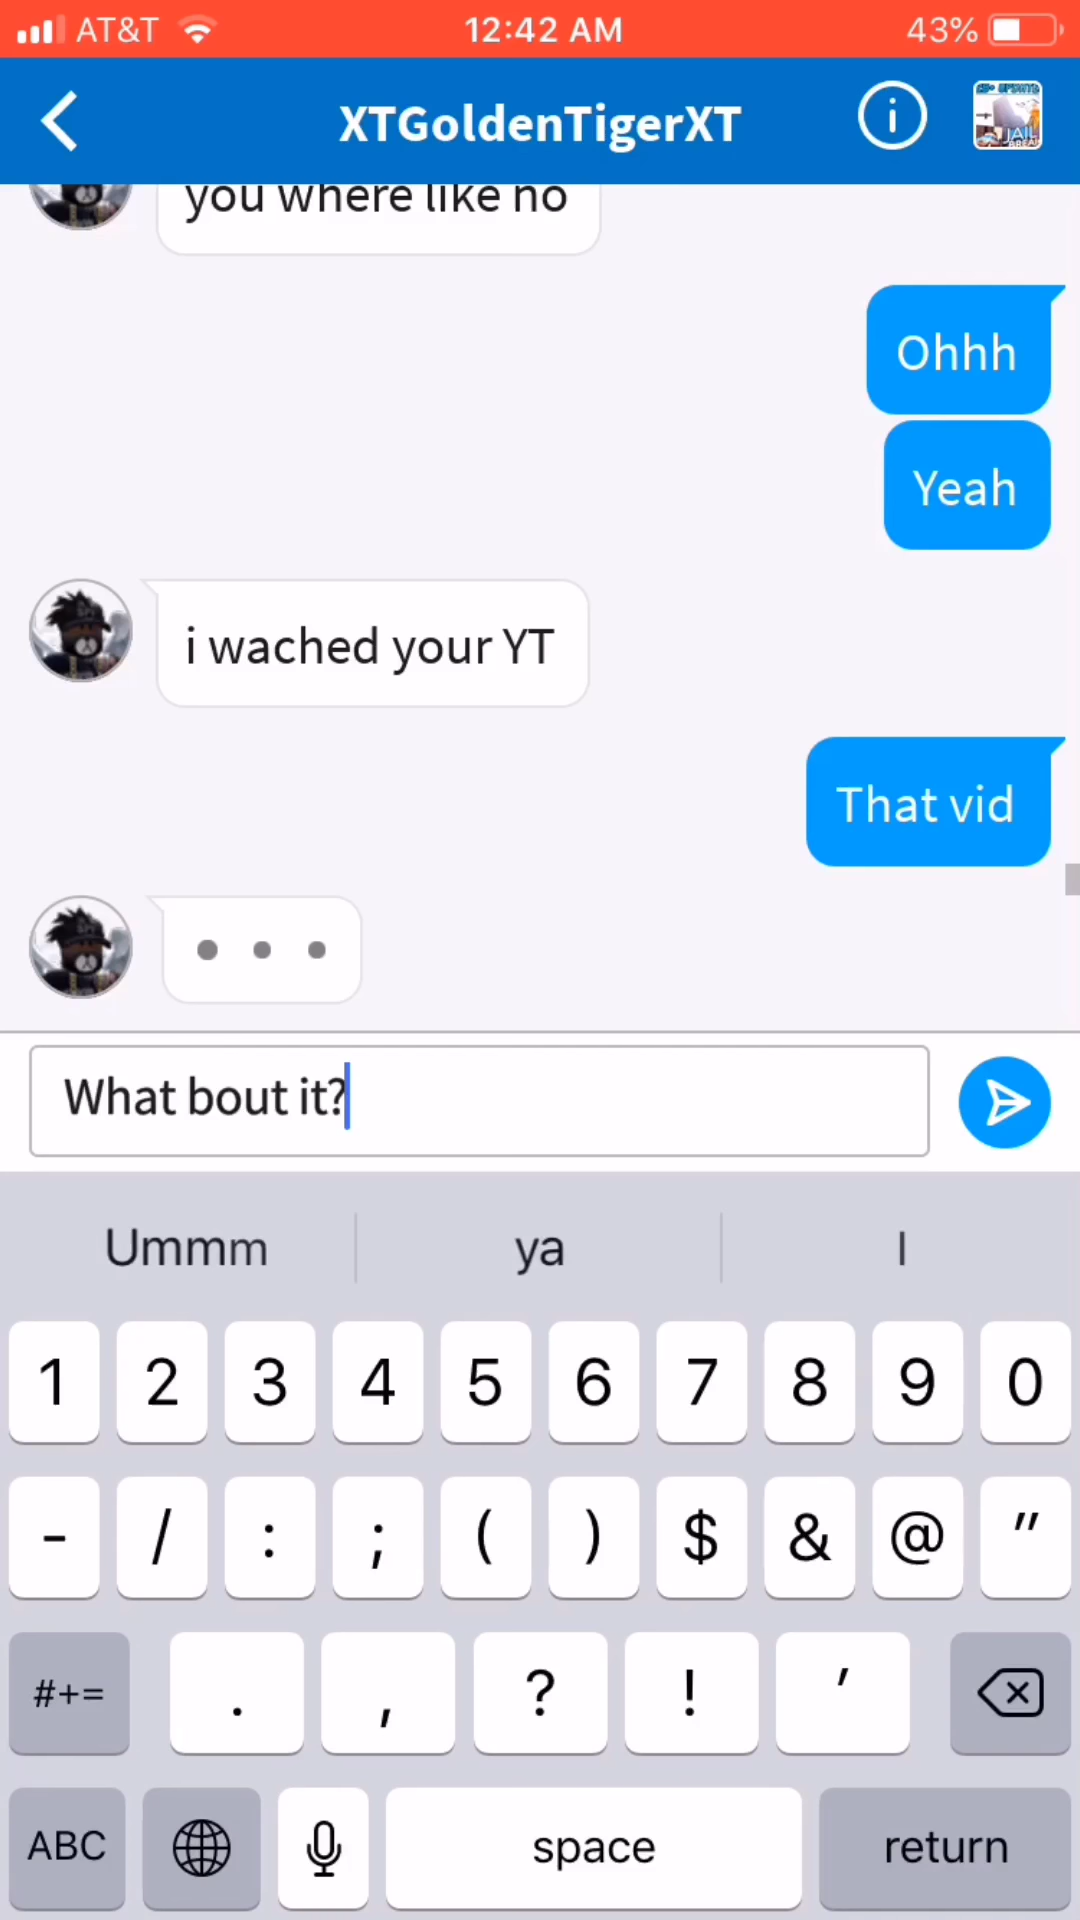 AT&T 12:42 AM 43%
XTGoldenTigerXT
JAIL
you where like no
Ohhh
Yeah
i wached your YT
That vid
What bout it?
Ummm ya I
1 2 3 4 5 6 7 8 9 0
- / : ; ( ) $ & @ "
#+= . , ? ! '
ABC space return